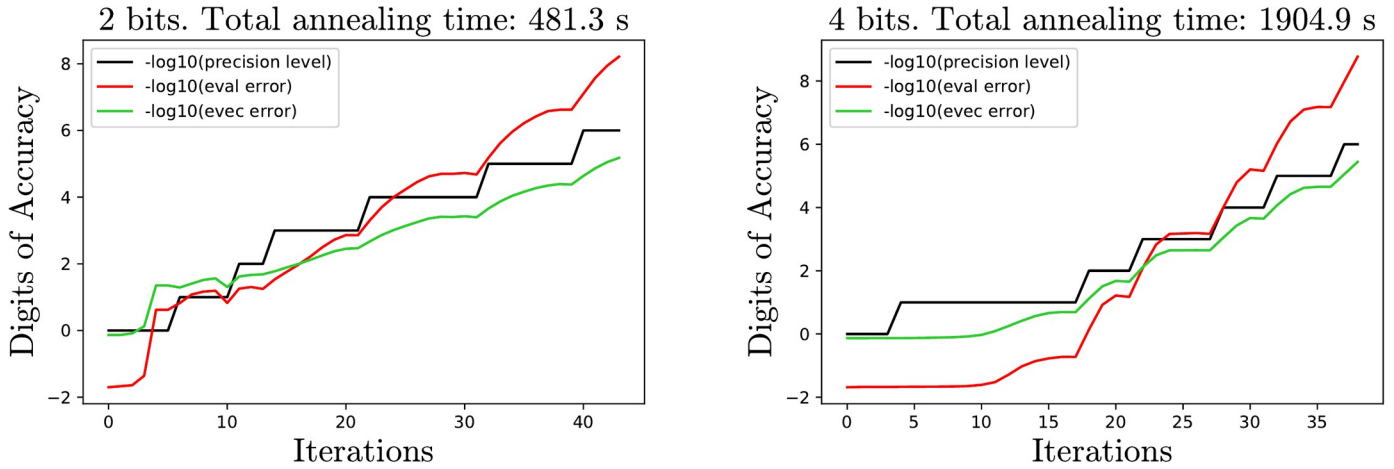 2 bits. Total annealing time: 481.3 s
-log10(precision level)
-log10(eval error)
-log10(evec error)
Digits of Accuracy
8
6
4
2
0
−2
0 10 20 30 40
Iterations
4 bits. Total annealing time: 1904.9 s
-log10(precision level)
-log10(eval error)
-log10(evec error)
Digits of Accuracy
8
6
4
2
0
−2
0 5 10 15 20 25 30 35
Iterations